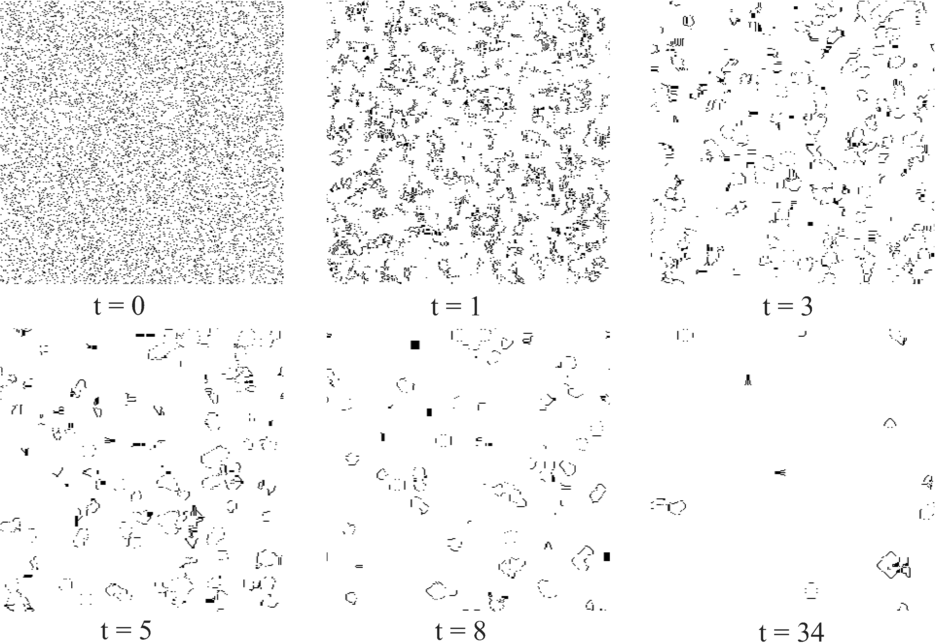 t = 0
t = 1
t = 3
t = 5
t = 8
t = 34